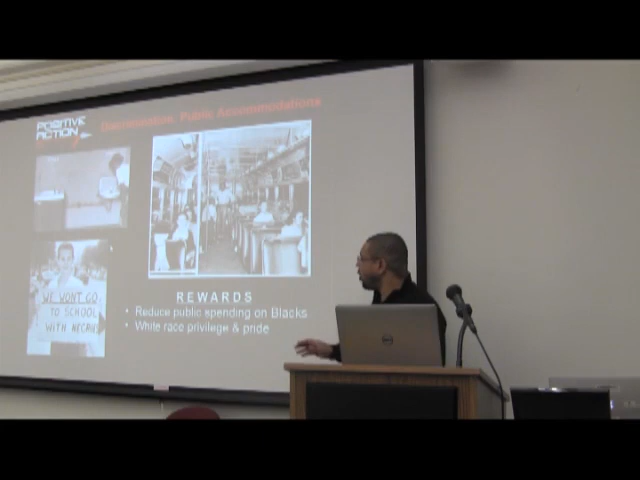 POSITIVE
ACTION
Discrimination: Public Accommodations
WE WONT GO
TO SCHOOL
WITH NEGROES
REWARDS
• Reduce public spending on Blacks
• White race privilege & pride
DELL